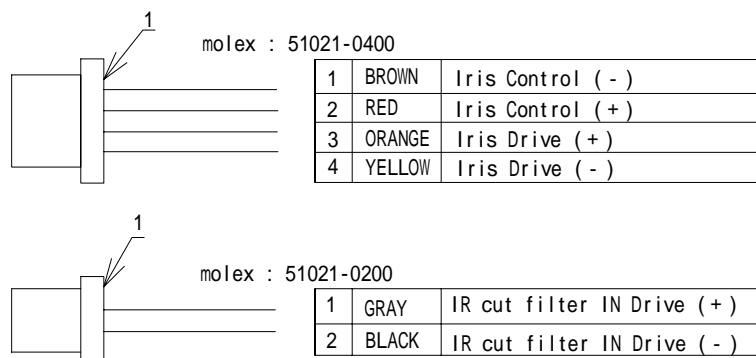 1
molex : 51021-0400
1 BROWN Iris Control (-)
2 RED Iris Control (+)
3 ORANGE Iris Drive (+)
4 YELLOW Iris Drive (-)
1
molex : 51021-0200
1 GRAY IR cut filter IN Drive (+)
2 BLACK IR cut filter IN Drive (-)